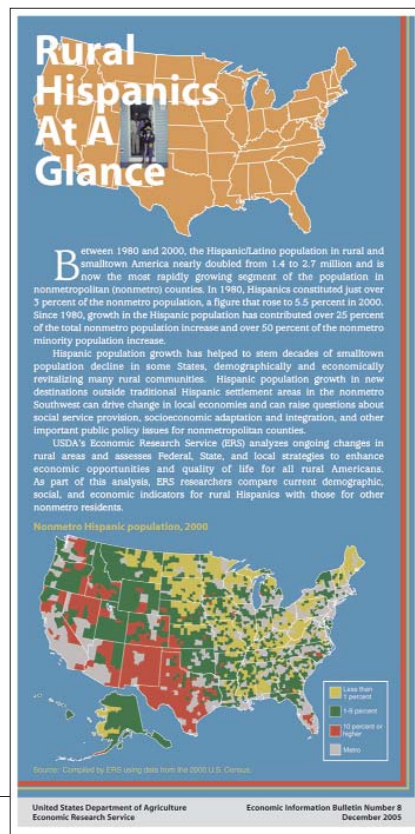 Rural
Hispanics
At A
Glance
Between 1980 and 2000, the Hispanic/Latino population in rural and
smalltown America nearly doubled from 1.4 to 2.7 million and is
now the most rapidly growing segment of the population in
nonmetropolitan (nonmetro) counties. In 1980, Hispanics constituted just over
3 percent of the nonmetro population, a figure that rose to 5.5 percent in 2000.
Since 1980, growth in the Hispanic population has contributed over 25 percent
of the total nonmetro population increase and over 50 percent of the nonmetro
minority population increase.
Hispanic population growth has helped to stem decades of smalltown
population decline in some States, demographically and economically
revitalizing many rural communities. Hispanic population growth in new
destinations outside traditional Hispanic settlement areas in the nonmetro
Southwest can drive change in local economies and can raise questions about
social service provision, socioeconomic adaptation and integration, and other
important public policy issues for nonmetropolitan counties.
USDA's Economic Research Service (ERS) analyzes ongoing changes in
rural areas and assesses Federal, State, and local strategies to enhance
economic opportunities and quality of life for all rural Americans.
As part of this analysis, ERS researchers compare current demographic,
social, and economic indicators for rural Hispanics with those for other
nonmetro residents.
Nonmetro Hispanic population, 2000
Less than
1 percent
1-9 percent
10 percent or
higher
Metro
Source: Compiled by ERS using data from the 2000 U.S. Census.
United States Department of Agriculture
Economic Research Service
Economic Information Bulletin Number 8
December 2005